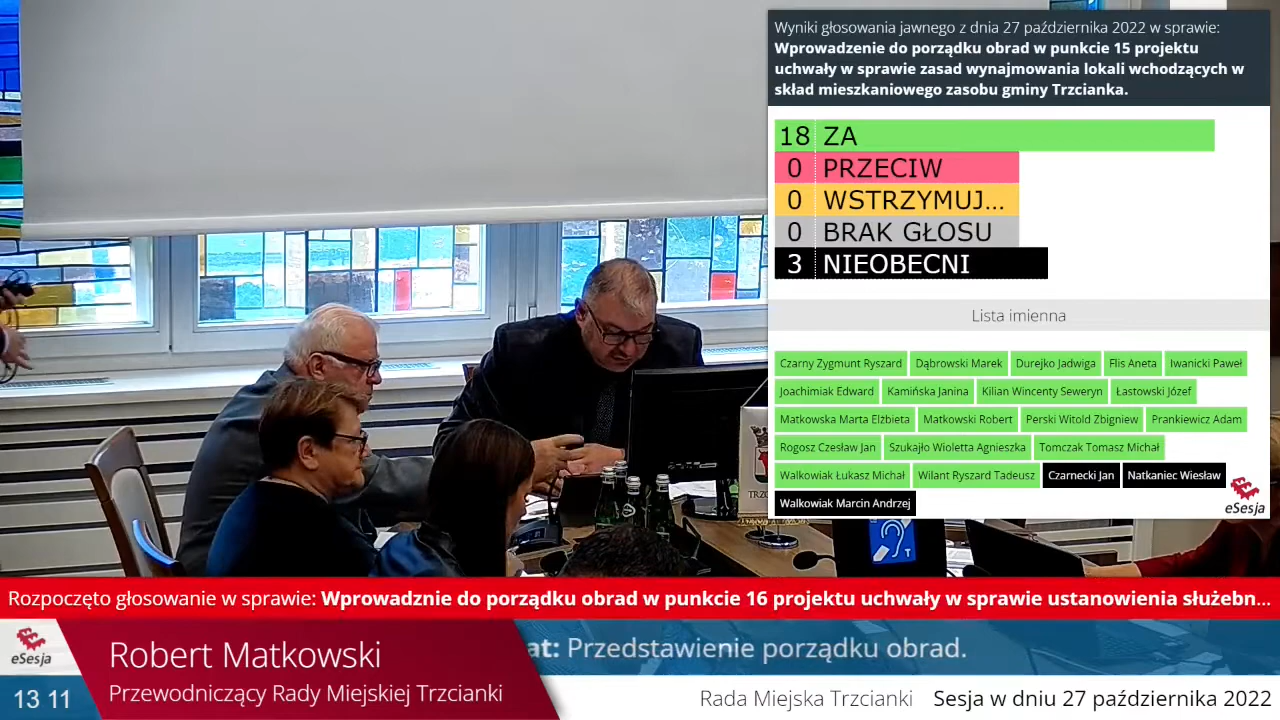 Wyniki głosowania jawnego z dnia 27 października 2022 w sprawie:
Wprowadzenie do porządku obrad w punkcie 15 projektu
uchwały w sprawie zasad wynajmowania lokali wchodzących w
skład mieszkaniowego zasobu gminy Trzcianka.
18 ZA
0 PRZECIW
0 WSTRZYMUJ...
0 BRAK GŁOSU
3 NIEOBECNI
Lista imienna
Czarny Zygmunt Ryszard Dąbrowski Marek Durejko Jadwiga Flis Aneta Iwanicki Paweł
Joachimiak Edward Kamińska Janina Kilian Wincenty Seweryn Łastowski Józef
Matkowska Marta Elżbieta Matkowski Robert Perski Witold Zbigniew Prankiewicz Adam
Rogosz Czesław Jan Szukajło Wioletta Agnieszka Tomczak Tomasz Michał
Walkowiak Łukasz Michał Wilant Ryszard Tadeusz Czarnecki Jan Natkaniec Wiesław
Walkowiak Marcin Andrzej
eSesja
T
Rozpoczęto głosowanie w sprawie: Wprowadznie do porządku obrad w punkcie 16 projektu uchwały w sprawie ustanowienia służebn...
eSesja
Robert Matkowski
at: Przedstawienie porządku obrad.
13 11
Przewodniczący Rady Miejskiej Trzcianki
Rada Miejska Trzcianki Sesja w dniu 27 października 2022